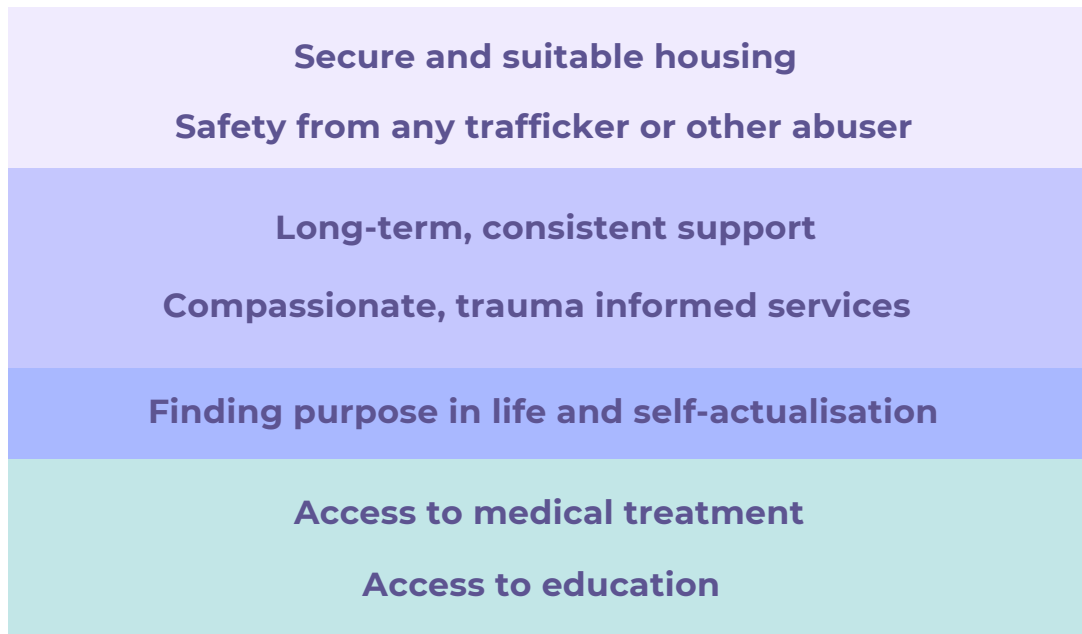 Secure and suitable housing
Safety from any trafficker or other abuser
Long-term, consistent support
Compassionate, trauma informed services
Finding purpose in life and self-actualisation
Access to medical treatment
Access to education